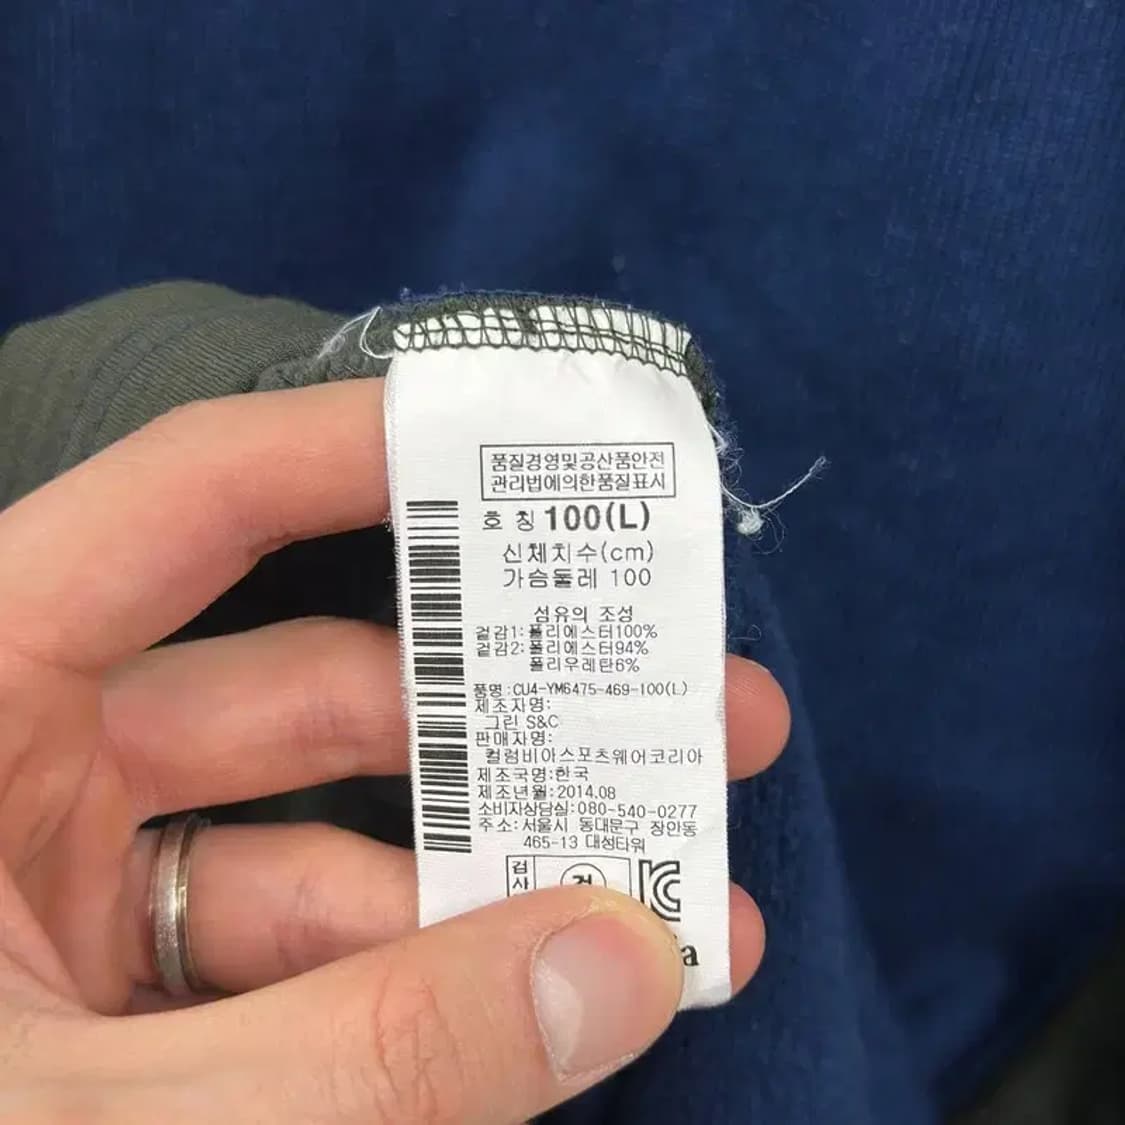 품질경영및공산품안전
관리법에의한품질표시
호 칭 100(L)
신체치수(cm)
가슴둘레 100
섬유의 조성
겉감1: 폴리에스터100%
겉감2: 폴리에스터94%
폴리우레탄6%
품명:CU4-YM6475-469-100(L)
제조자명:
그린 S&C
판매자명:
컬럼비아스포츠웨어코리아
제조국명:한국
제조년월:2014.08
소비자상담실:080-540-0277
주소:서울시 동대문구 장안동
465-13 대성타워
검사